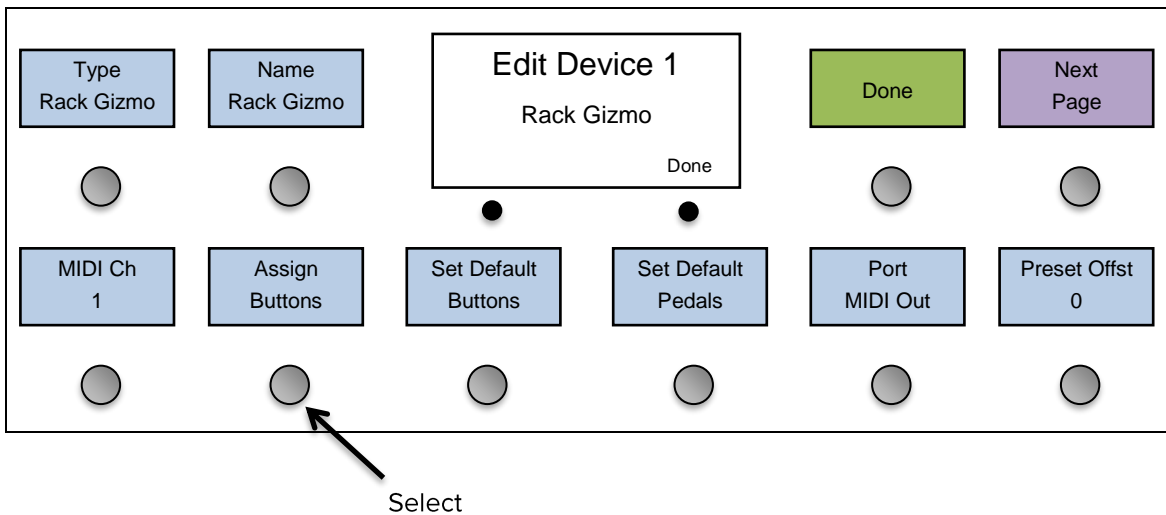 Type
Rack Gizmo
Name
Rack Gizmo
Edit Device 1
Rack Gizmo
Done
Done
Next
Page
MIDI Ch
1
Assign
Buttons
Set Default
Buttons
Set Default
Pedals
Port
MIDI Out
Preset Offst
0
Select